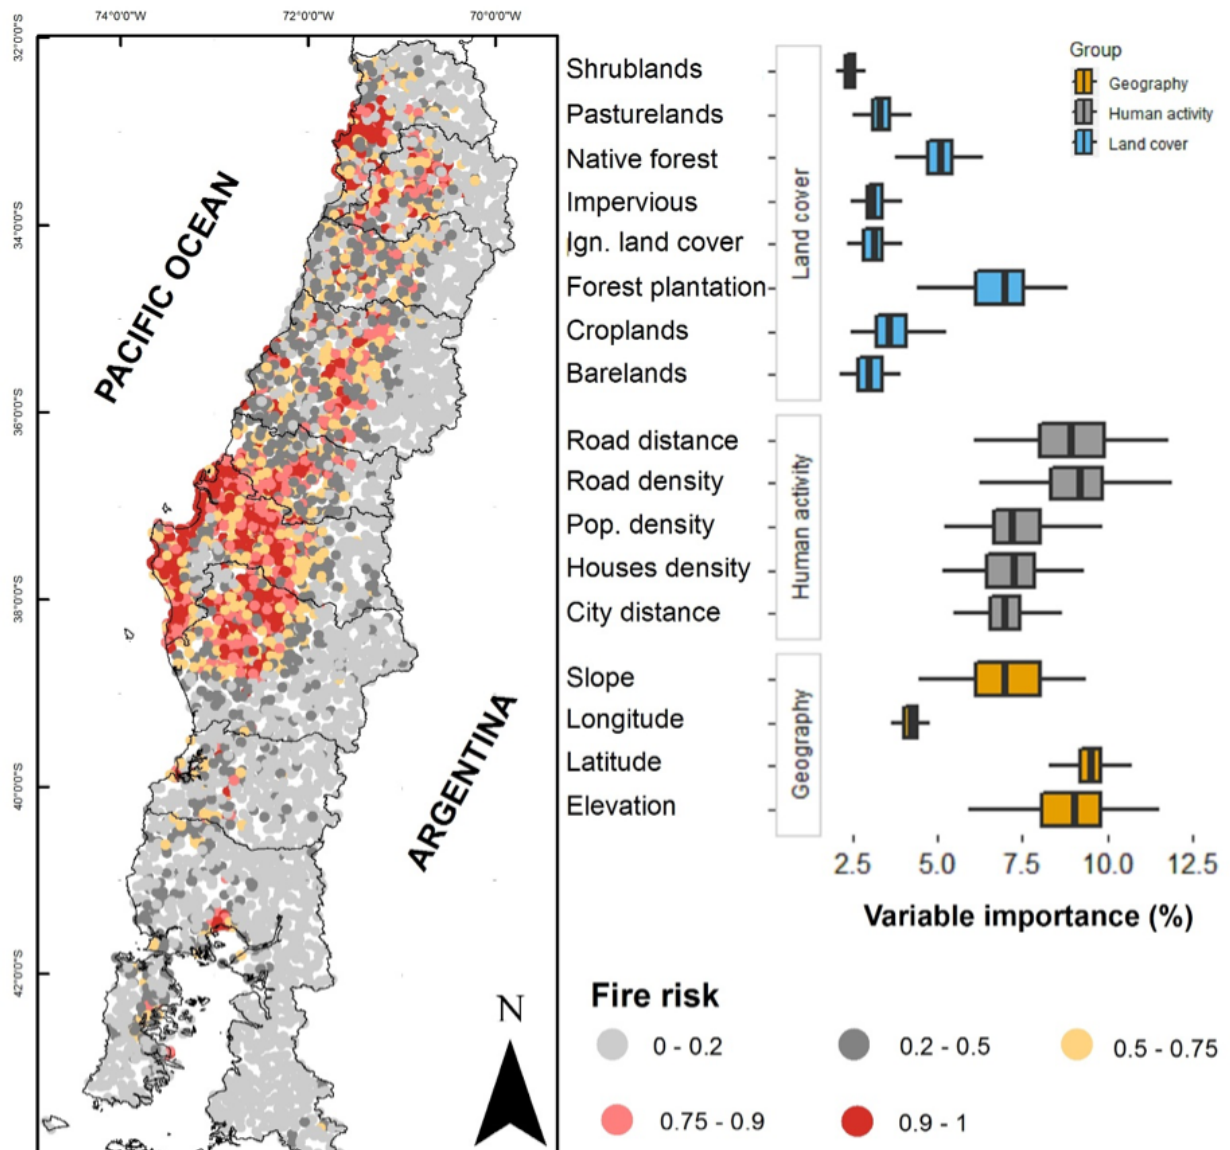 74°0'0"W 72°0'0"W 70°0'0"W
32°0'0"S
34°0'0"S
36°0'0"S
38°0'0"S
40°0'0"S
42°0'0"S
PACIFIC OCEAN
ARGENTINA
N
Group
Geography
Human activity
Land cover
Land cover
Shrublands
Pasturelands
Native forest
Impervious
Ign. land cover
Forest plantation
Croplands
Barelands
Human activity
Road distance
Road density
Pop. density
Houses density
City distance
Geography
Slope
Longitude
Latitude
Elevation
2.5 5.0 7.5 10.0 12.5
Variable importance (%)
Fire risk
0 - 0.2 0.2 - 0.5 0.5 - 0.75
0.75 - 0.9 0.9 - 1